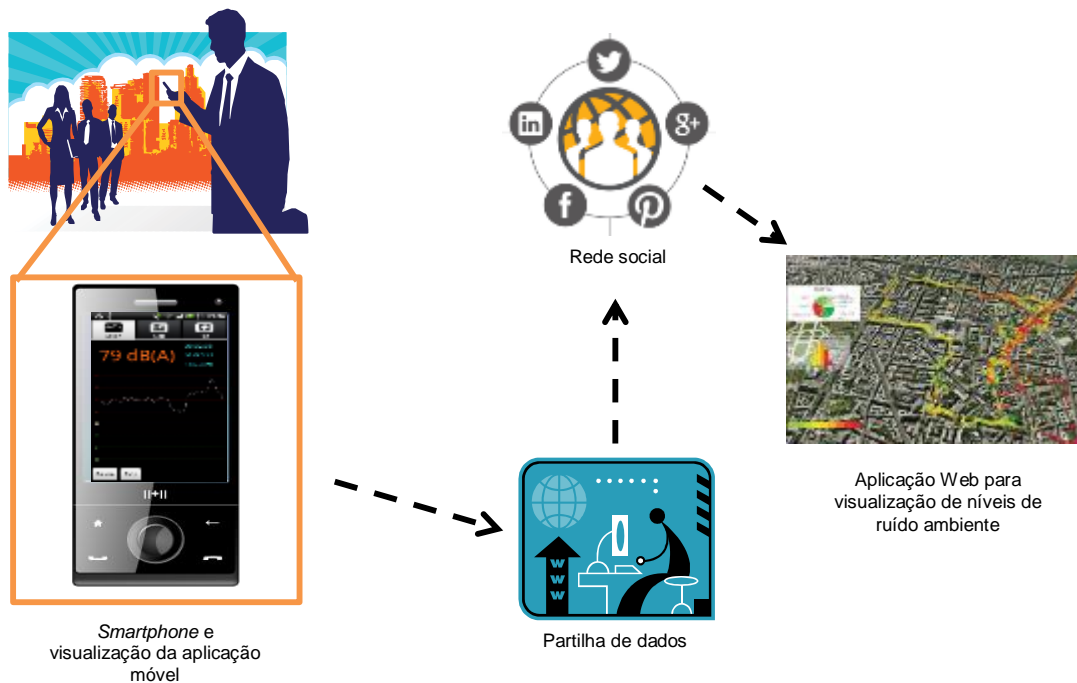 79 dB(A)
in
g+
f
Rede social
W
W
W
Smartphone e
visualização da aplicação
móvel
Partilha de dados
Aplicação Web para
visualização de níveis de
ruído ambiente